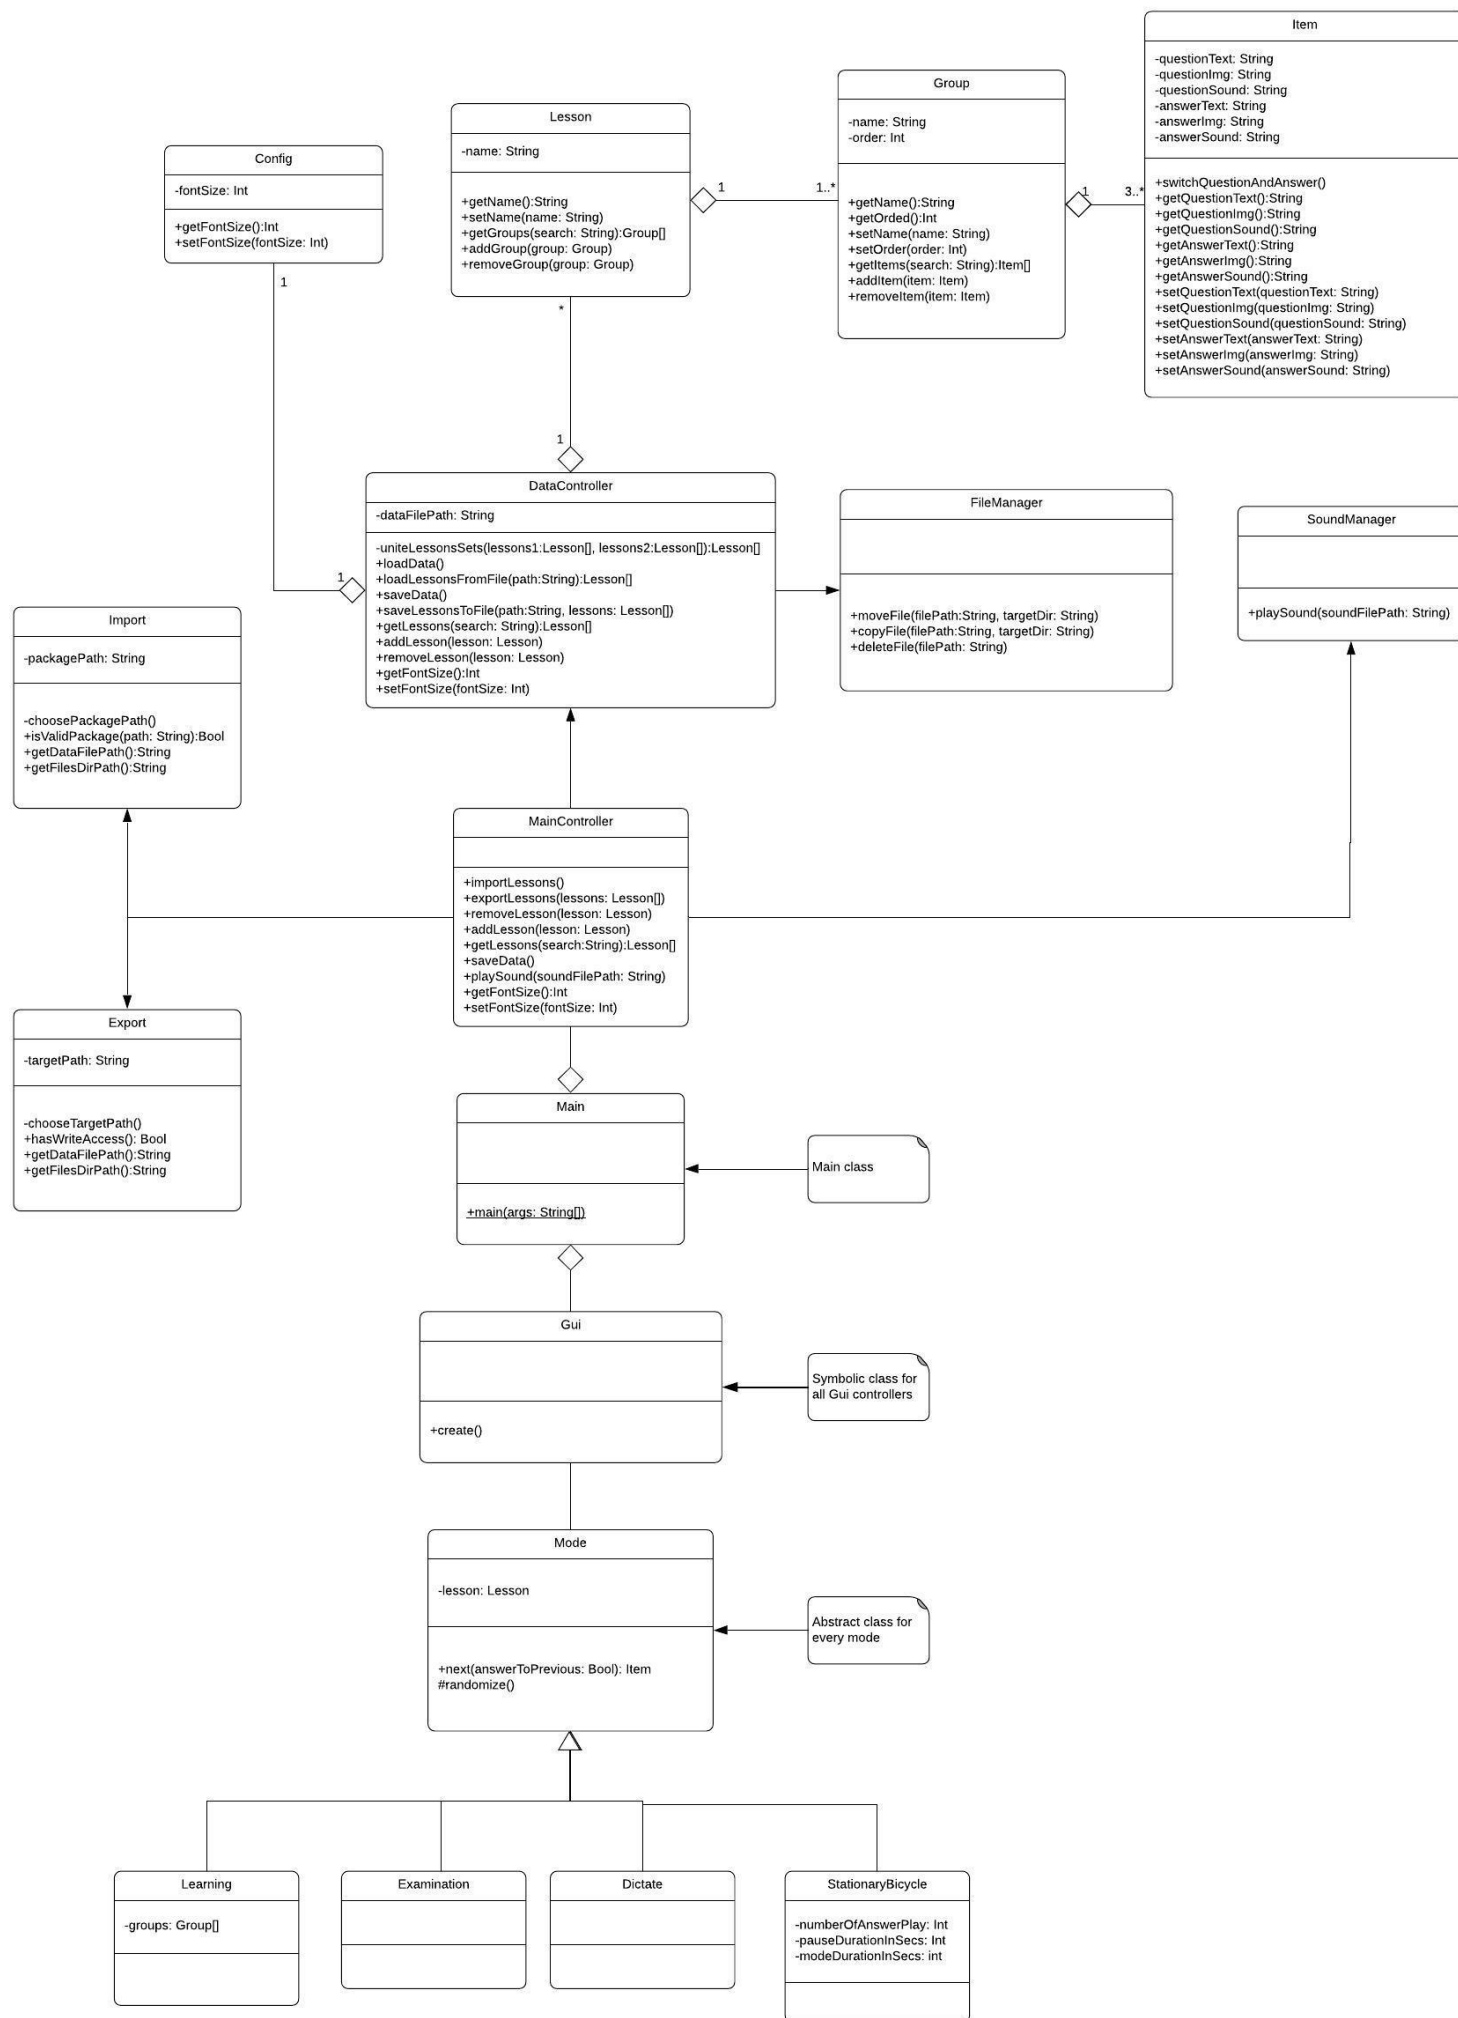 Item
-questionText: String
-questionImg: String
-questionSound: String
-answerText: String
-answerImg: String
-answerSound: String
+switchQuestionAndAnswer()
+getQuestionText():String
+getQuestionImg():String
+getQuestionSound():String
+getAnswerText():String
+getAnswerImg():String
+getAnswerSound():String
+setQuestionText(questionText: String)
+setQuestionImg(questionImg: String)
+setQuestionSound(questionSound: String)
+setAnswerText(answerText: String)
+setAnswerImg(answerImg: String)
+setAnswerSound(answerSound: String)
Group
-name: String
-order: Int
+getName():String
+getOrded():Int
+setName(name: String)
+setOrder(order: Int)
+getItems(search: String):Item[]
+addItem(item: Item)
+removeItem(item: Item)
1
3..*
Lesson
-name: String
+getName():String
+setName(name: String)
+getGroups(search: String):Group[]
+addGroup(group: Group)
+removeGroup(group: Group)
1
1..*
Config
-fontSize: Int
+getFontSize():Int
+setFontSize(fontSize: Int)
1
*
1
1
DataController
-dataFilePath: String
-uniteLessonsSets(lessons1:Lesson[], lessons2:Lesson[]):Lesson[]
+loadData()
+loadLessonsFromFile(path:String):Lesson[]
+saveData()
+saveLessonsToFile(path:String, lessons: Lesson[])
+getLessons(search: String):Lesson[]
+addLesson(lesson: Lesson)
+removeLesson(lesson: Lesson)
+getFontSize():Int
+setFontSize(fontSize: Int)
FileManager
+moveFile(filePath:String, targetDir: String)
+copyFile(filePath:String, targetDir: String)
+deleteFile(filePath: String)
SoundManager
+playSound(soundFilePath: String)
Import
-packagePath: String
-choosePackagePath()
+isValidPackage(path: String):Bool
+getDataFilePath():String
+getFilesDirPath():String
MainController
+importLessons()
+exportLessons(lessons: Lesson[])
+removeLesson(lesson: Lesson)
+addLesson(lesson: Lesson)
+getLessons(search:String):Lesson[]
+saveData()
+playSound(soundFilePath: String)
+getFontSize():Int
+setFontSize(fontSize: Int)
Export
-targetPath: String
-chooseTargetPath()
+hasWriteAccess(): Bool
+getDataFilePath():String
+getFilesDirPath():String
Main
+main(args: String[])
Main class
Gui
+create()
Symbolic class for
all Gui controllers
Mode
-lesson: Lesson
+next(answerToPrevious: Bool): Item
#randomize()
Abstract class for
every mode
Learning
-groups: Group[]
Examination
Dictate
StationaryBicycle
-numberOfAnswerPlay: Int
-pauseDurationInSecs: Int
-modeDurationInSecs: int